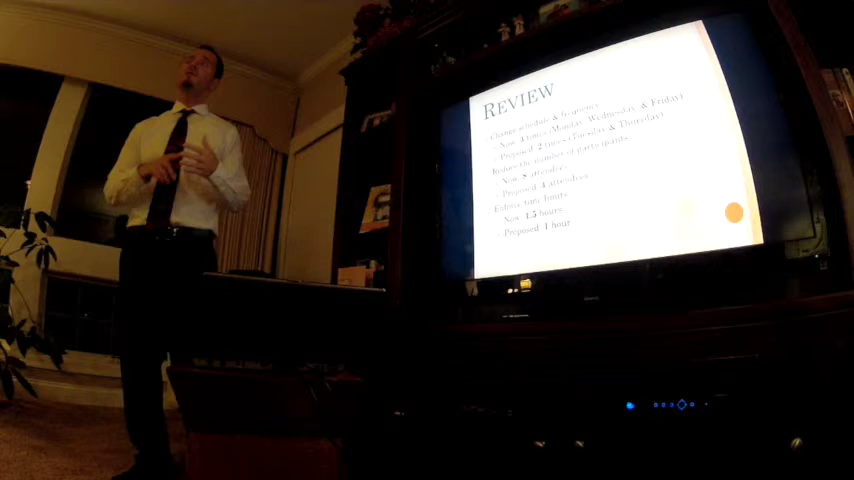 REVIEW
Change schedule & frequency
Now: 3 times (Monday, Wednesday, & Friday)
Proposed: 2 times (Tuesday & Thursday)
Reduce the number of participants
Now: 8 attendees
Proposed: 4 attendees
Enforce time limits
Now: 1.5 hours
Proposed: 1 hour